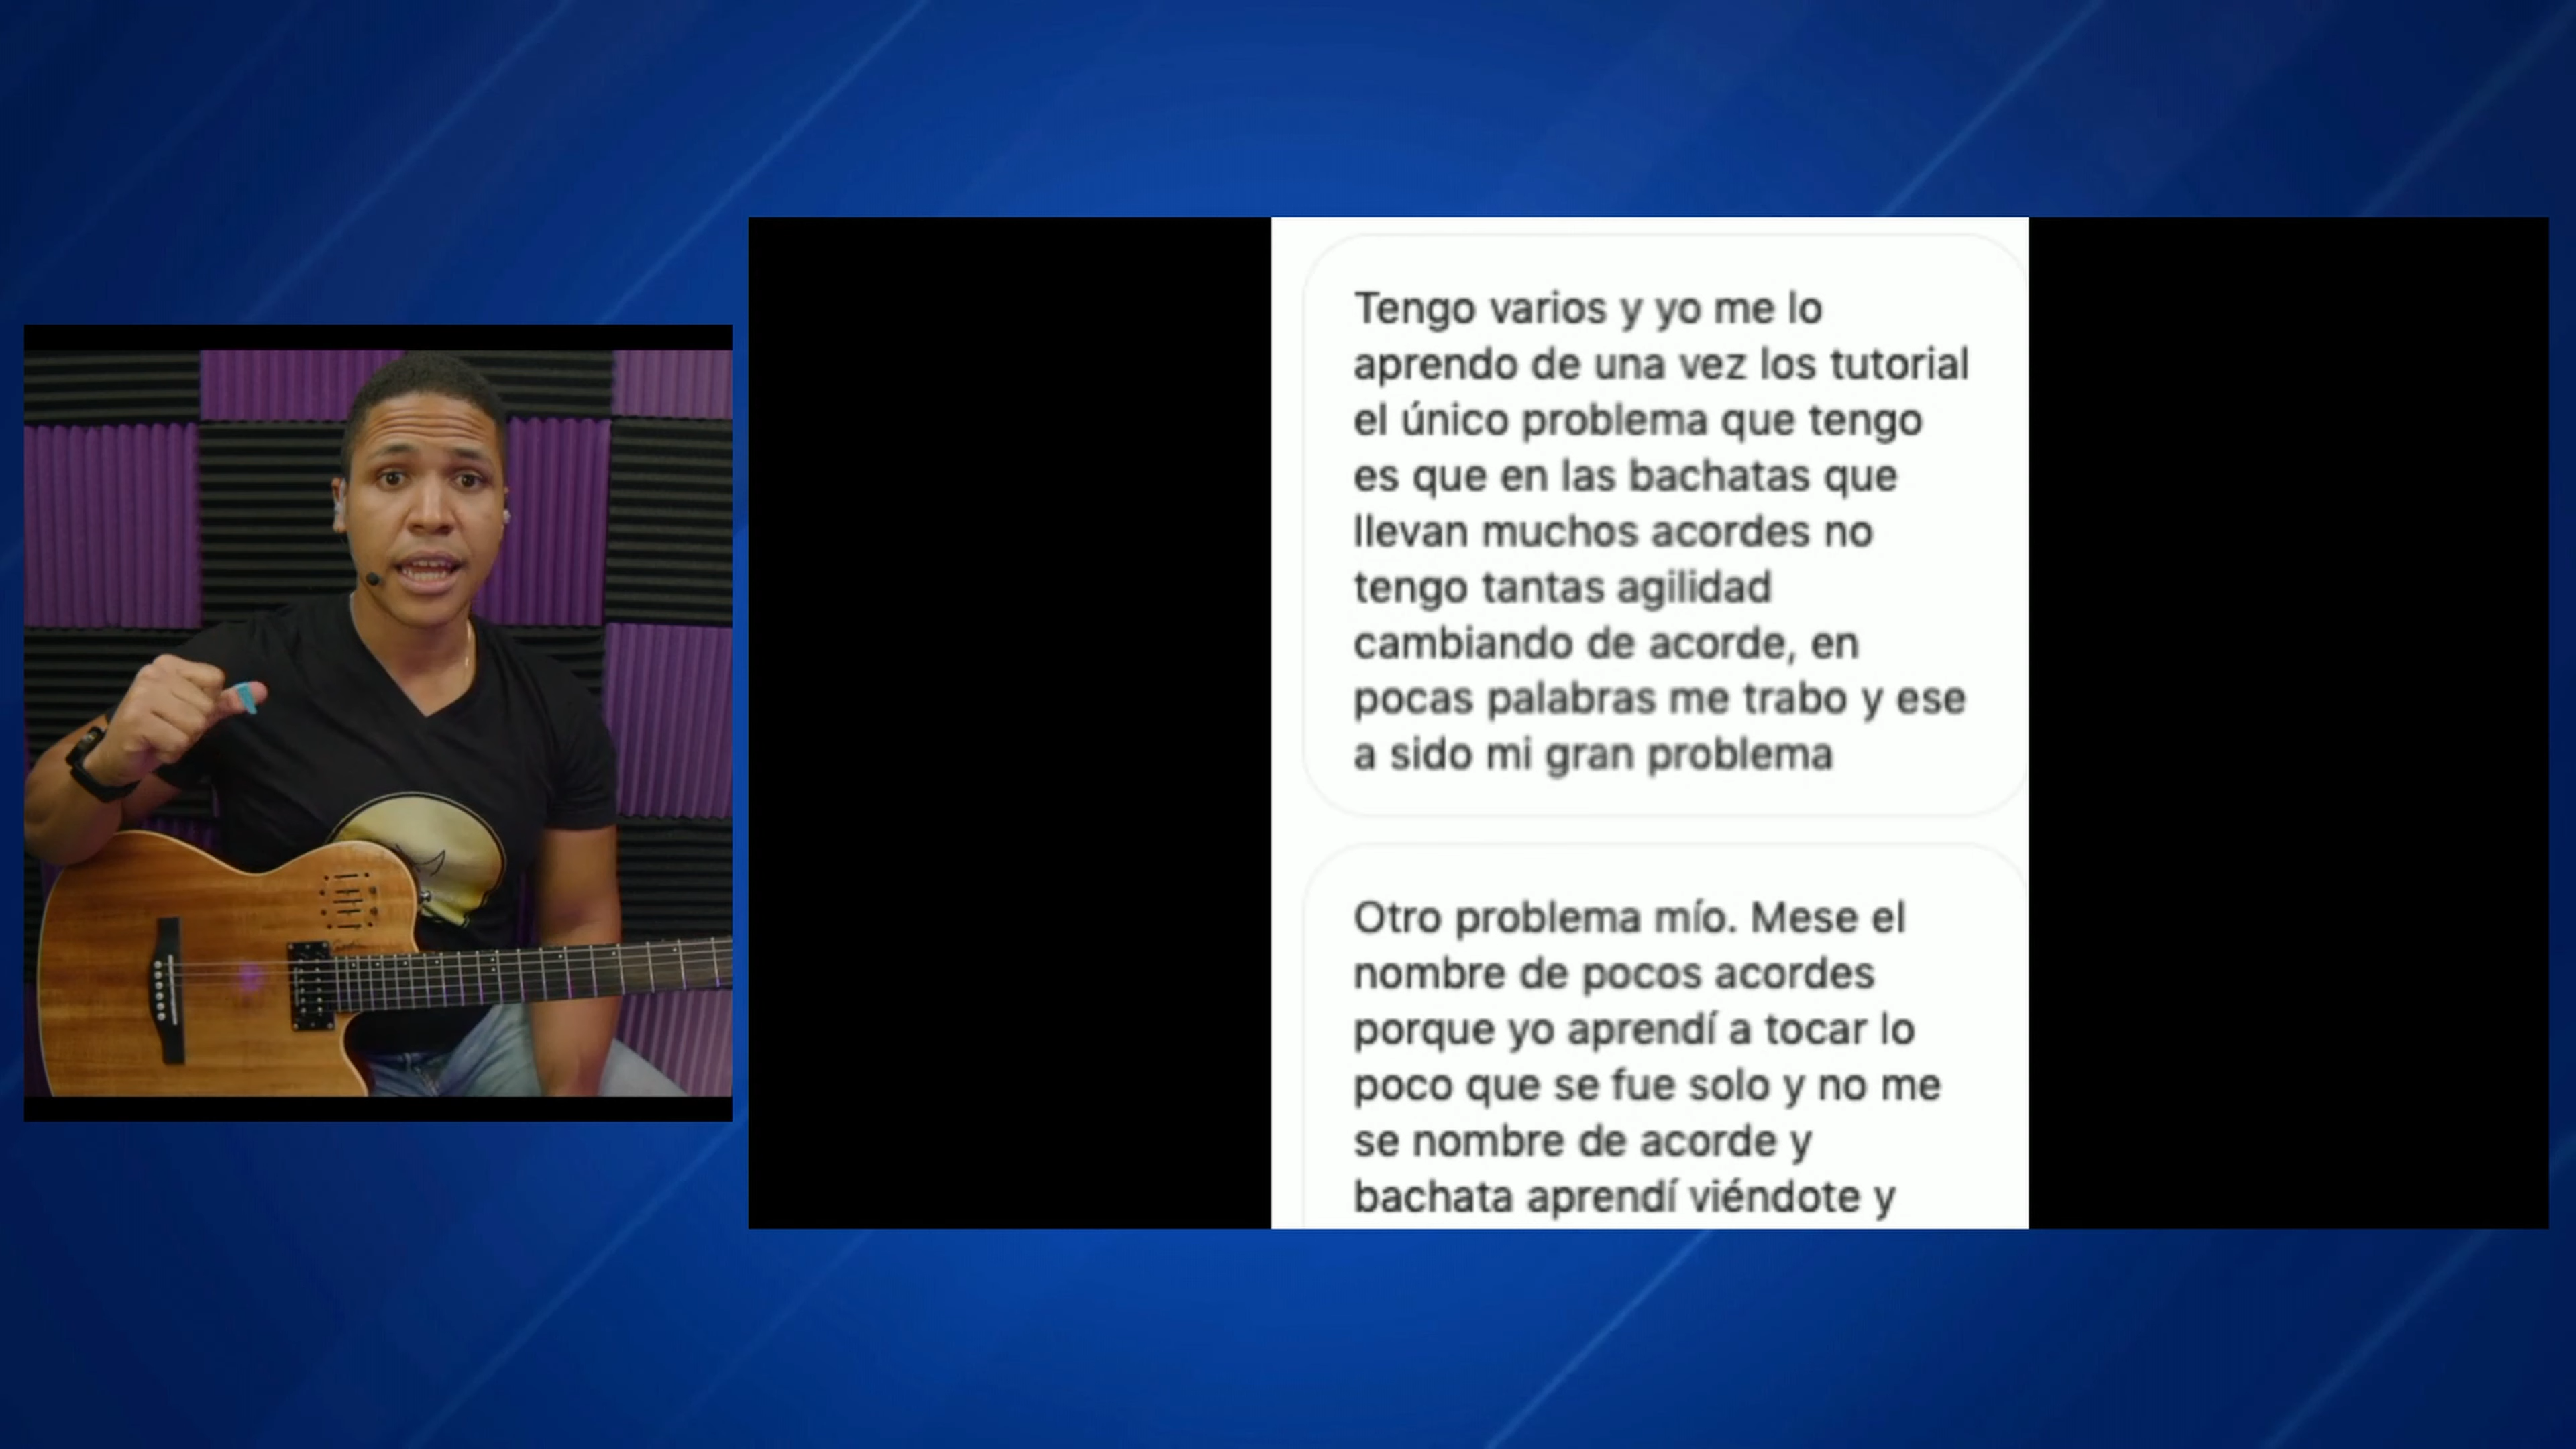 Tengo varios y yo me lo
aprendo de una vez los tutorial
el único problema que tengo
es que en las bachatas que
llevan muchos acordes no
tengo tantas agilidad
cambiando de acorde, en
pocas palabras me trabo y ese
a sido mi gran problema
Otro problema mío. Mese el
nombre de pocos acordes
porque yo aprendí a tocar lo
poco que se fue solo y no me
se nombre de acorde y
bachata aprendí viéndote y